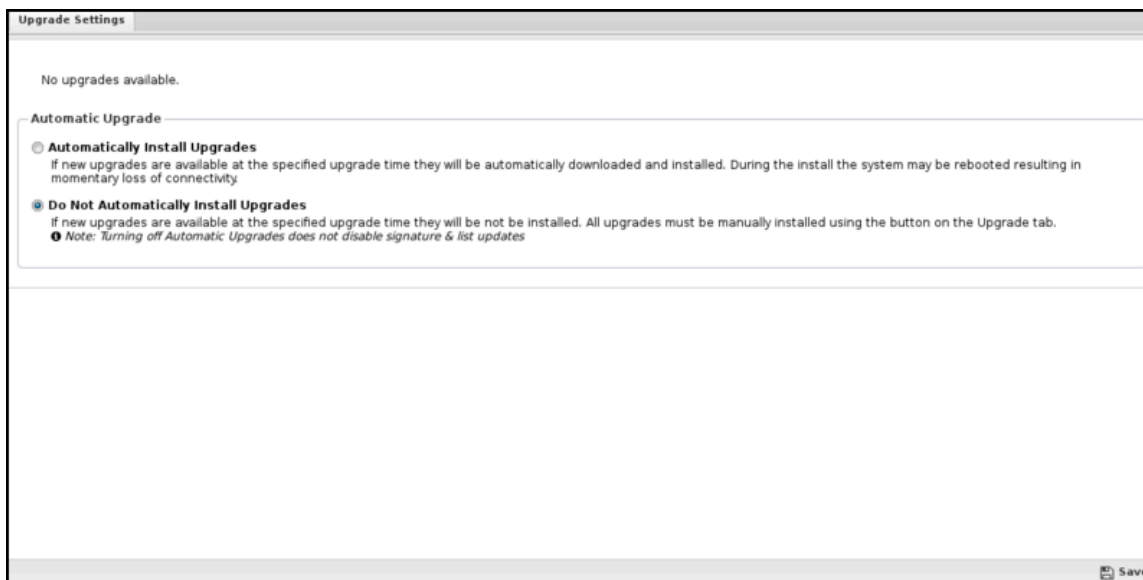 Upgrade Settings
No upgrades available.
Automatic Upgrade
Automatically Install Upgrades
If new upgrades are available at the specified upgrade time they will be automatically downloaded and installed. During the install the system may be rebooted resulting in
momentary loss of connectivity.
Do Not Automatically Install Upgrades
If new upgrades are available at the specified upgrade time they will be not be installed. All upgrades must be manually installed using the button on the Upgrade tab.
Note: Turning off Automatic Upgrades does not disable signature & list updates
Save